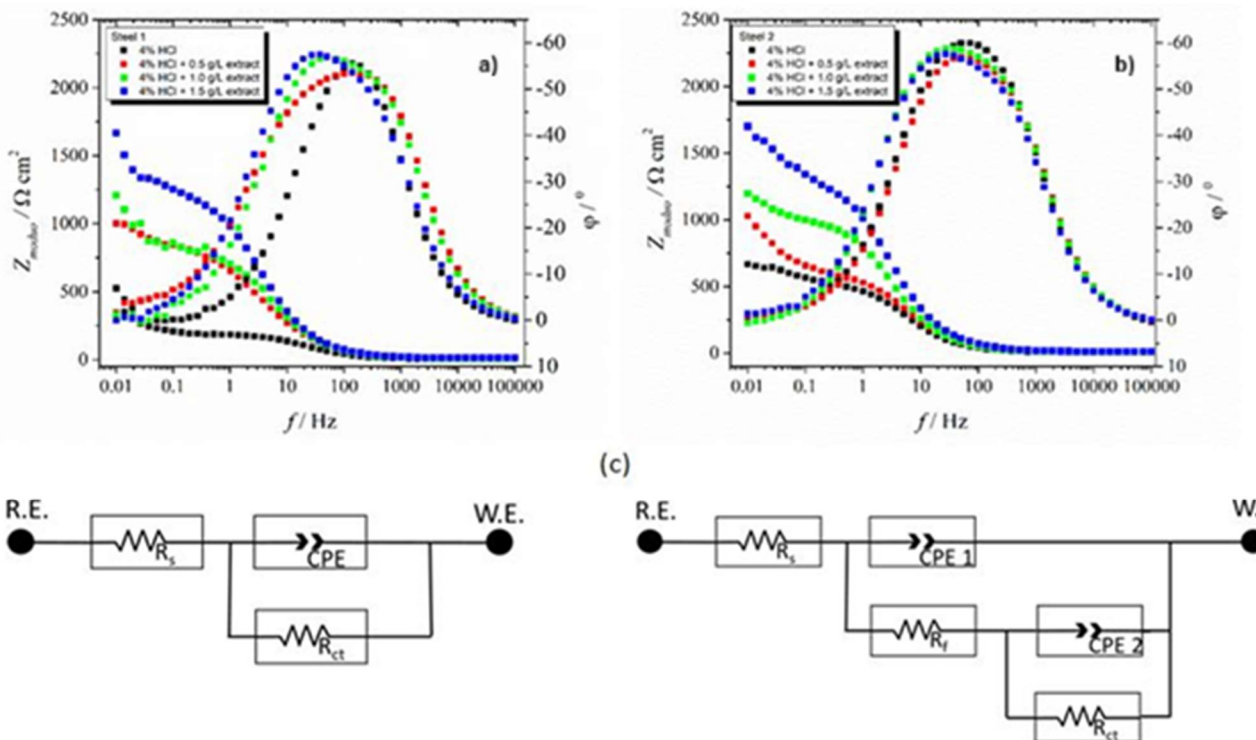 Steel 1
4% HCl
4% HCl + 0.5 g/L extract
4% HCl + 1.0 g/L extract
4% HCl + 1.5 g/L extract
a)
2500
2000
1500
1000
500
0
Z modso / Ω cm²
-60
-50
-40
-30
-20
-10
0
10
φ / °
0.01
0,1
1
10
100
1000
10000
100000
f / Hz
Steel 2
4% HCl
4% HCl + 0.5 g/L extract
4% HCl + 1.0 g/L extract
4% HCl + 1.5 g/L extract
b)
2500
2000
1500
1000
500
0
Z modso / Ω cm²
-60
-50
-40
-30
-20
-10
0
10
φ / °
0.01
0,1
1
10
100
1000
10000
100000
f / Hz
(c)
R.E.
Rs
CPE
W.E.
Rct
R.E.
Rs
CPE 1
W.
Rf
CPE 2
Rct